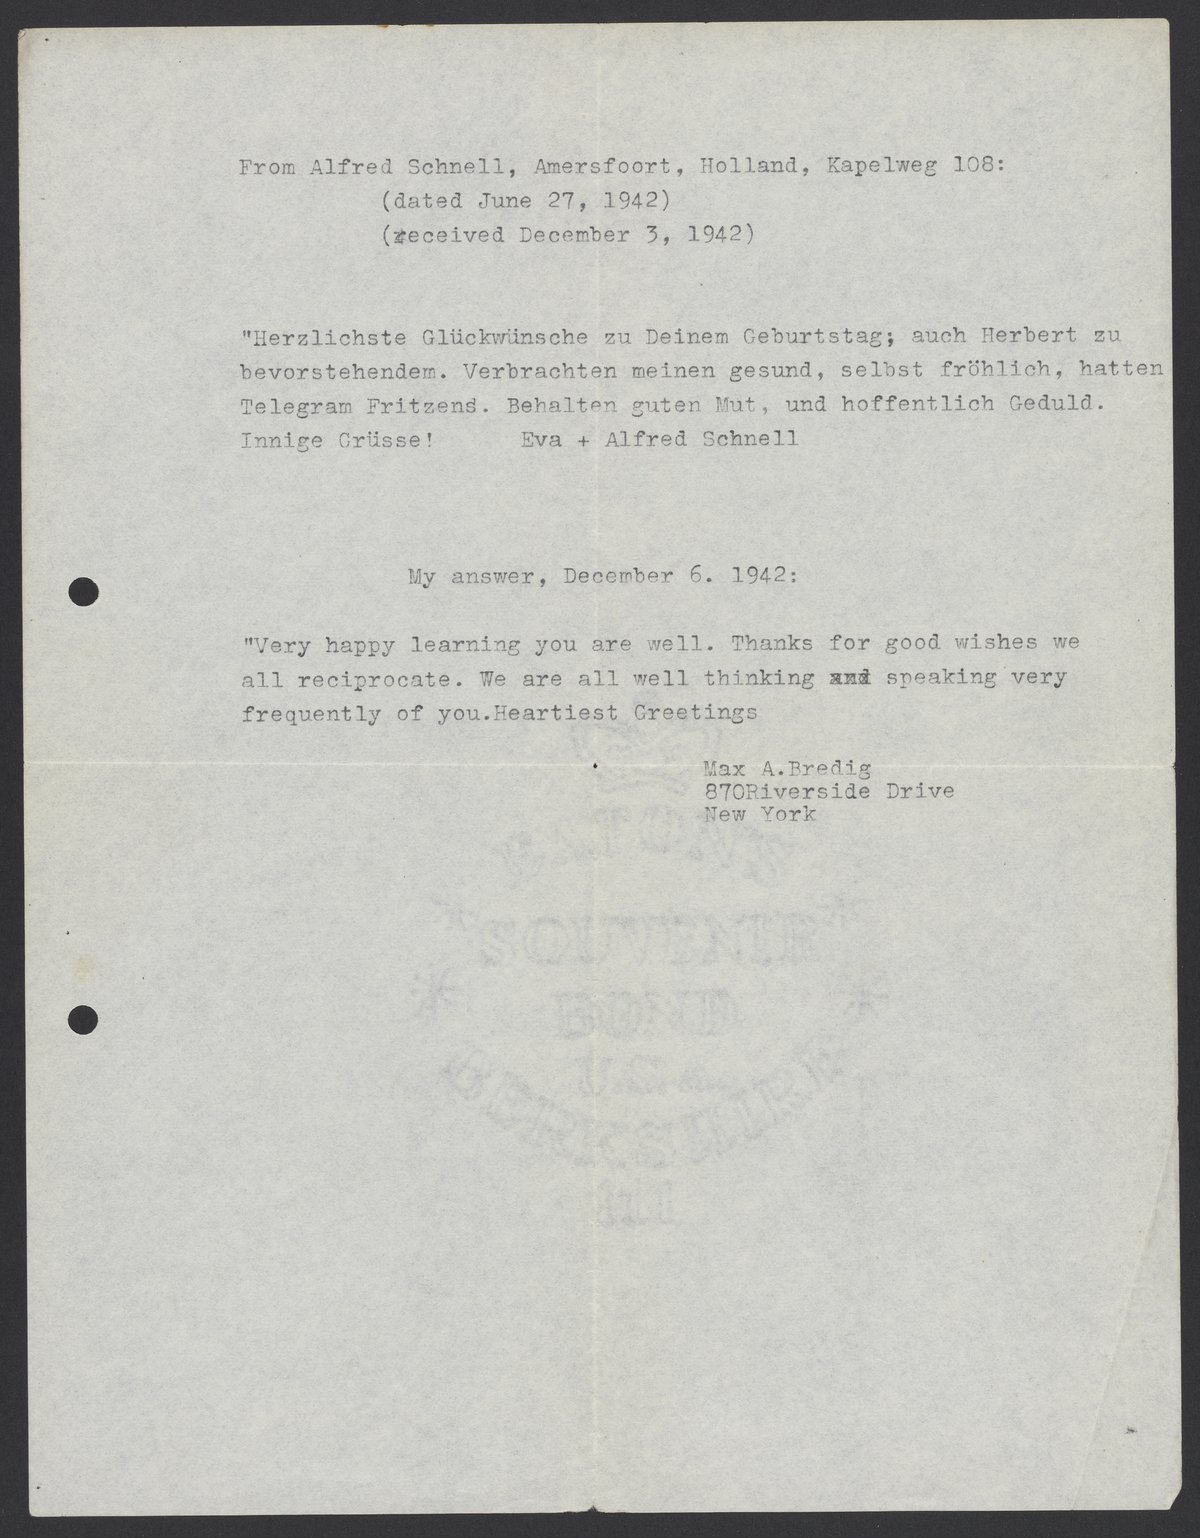 From Alfred Schnell, Amersfoort, Holland, Kapelweg 108:
(dated June 27, 1942)
(received December 3, 1942)
"Herzlichste Glückwünsche zu Deinem Geburtstag; auch Herbert zu
bevorstehendem. Verbrachten meinen gesund, selbst fröhlich, hatten
Telegram Fritzens. Behalten guten Mut, und hoffentlich Geduld.
Innige Grüsse! Eva + Alfred Schnell
My answer, December 6. 1942:
"Very happy learning you are well. Thanks for good wishes we
all reciprocate. We are all well thinking and speaking very
frequently of you.Heartiest Greetings
Max A.Bredig
870Riverside Drive
New York
SOUVENIR
BOND